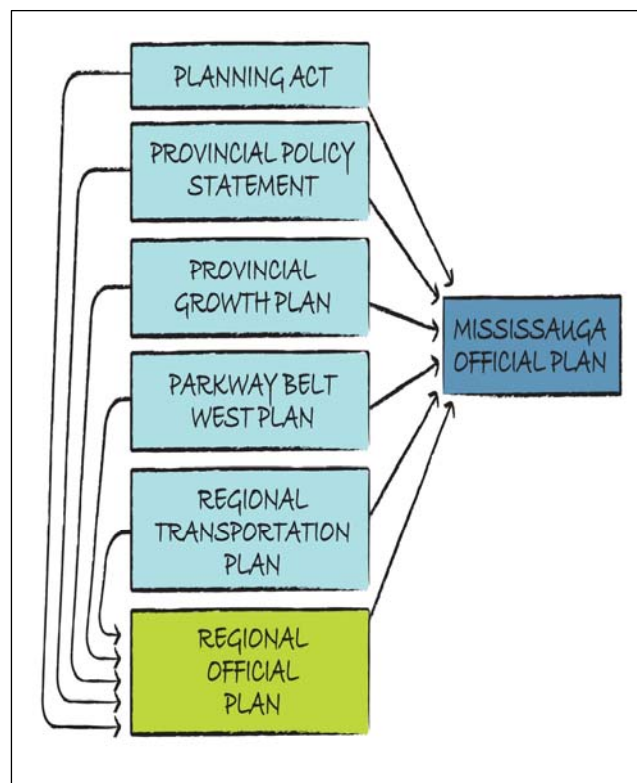 PLANNING ACT
PROVINCIAL POLICY
STATEMENT
PROVINCIAL
GROWTH PLAN
PARKWAY BELT
WEST PLAN
REGIONAL
TRANSPORTATION
PLAN
REGIONAL
OFFICIAL
PLAN
MISSISSAUGA
OFFICIAL PLAN